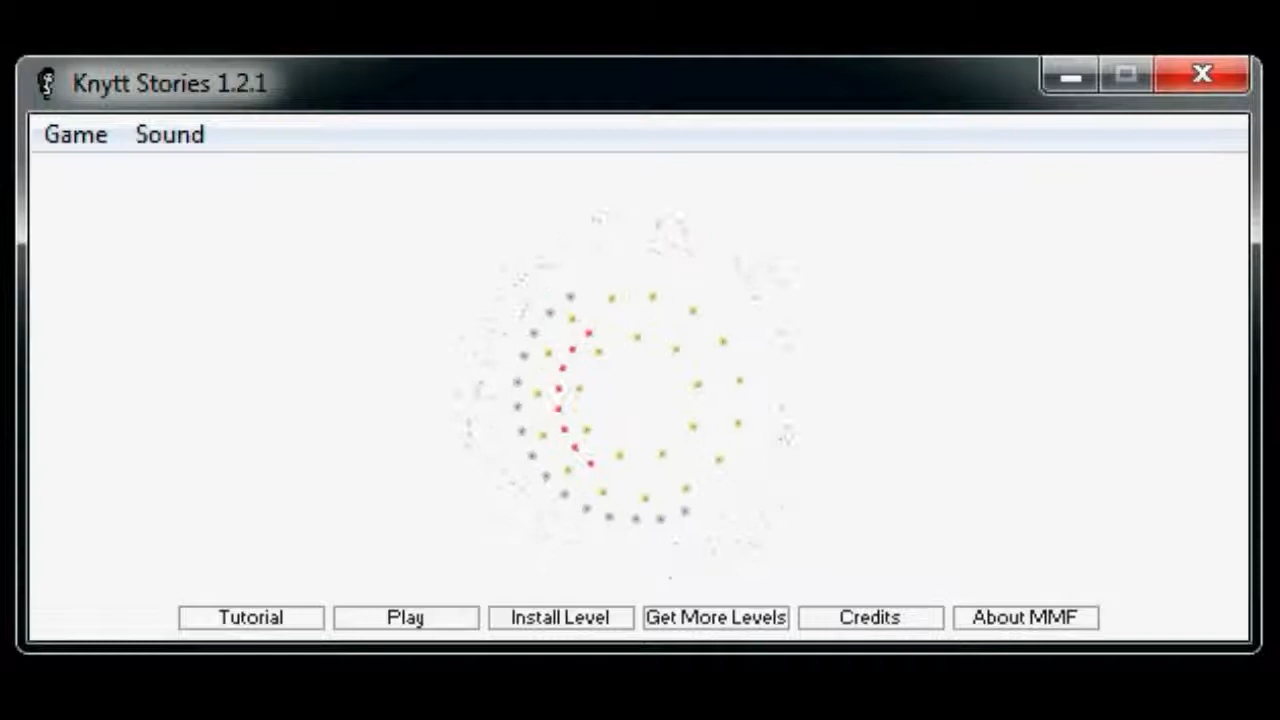 Knytt Stories 1.2.1
Game Sound
Tutorial Play Install Level Get More Levels Credits About MMF